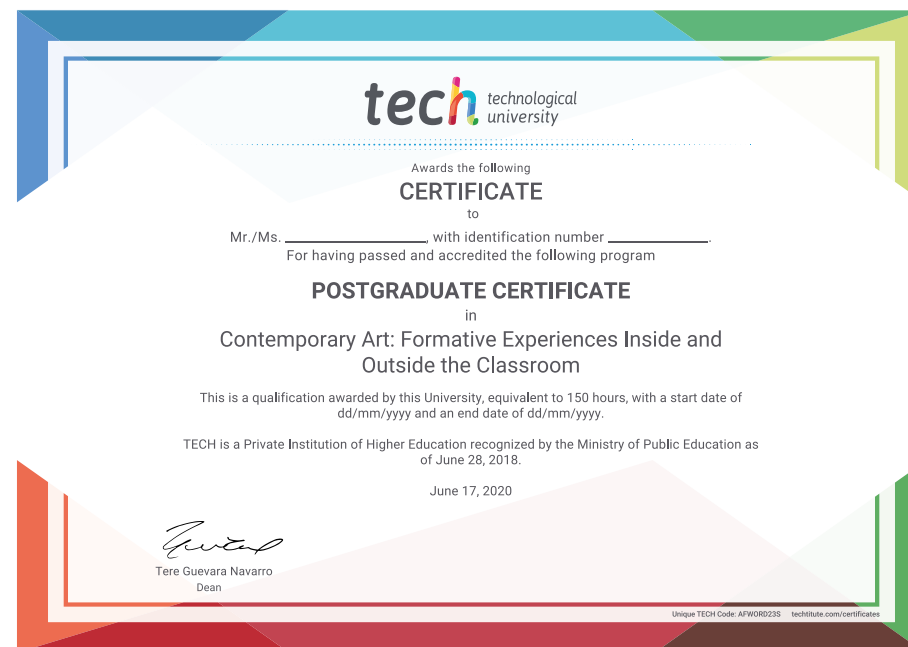 tech technological
university
Awards the following
CERTIFICATE
to
Mr./Ms. ____________________, with identification number ______________.
For having passed and accredited the following program
POSTGRADUATE CERTIFICATE
in
Contemporary Art: Formative Experiences Inside and
Outside the Classroom
This is a qualification awarded by this University, equivalent to 150 hours, with a start date of
dd/mm/yyyy and an end date of dd/mm/yyyy.
TECH is a Private Institution of Higher Education recognized by the Ministry of Public Education as
of June 28, 2018.
June 17, 2020
Tere Guevara Navarro
Dean
Unique TECH Code: AFWORD23S techtitute.com/certificates